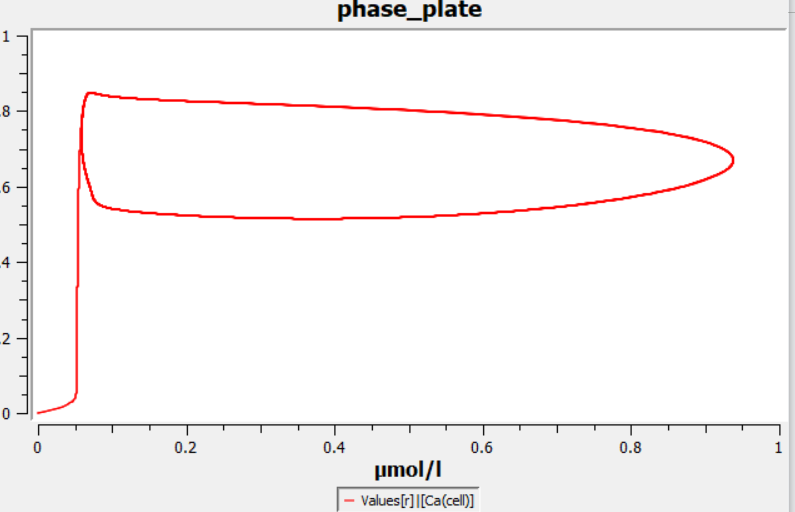 phase_plate
1
.8
.6
.4
.2
0
0 0.2 0.4 0.6 0.8 1
µmol/l
Values[r]|[Ca(cell)]